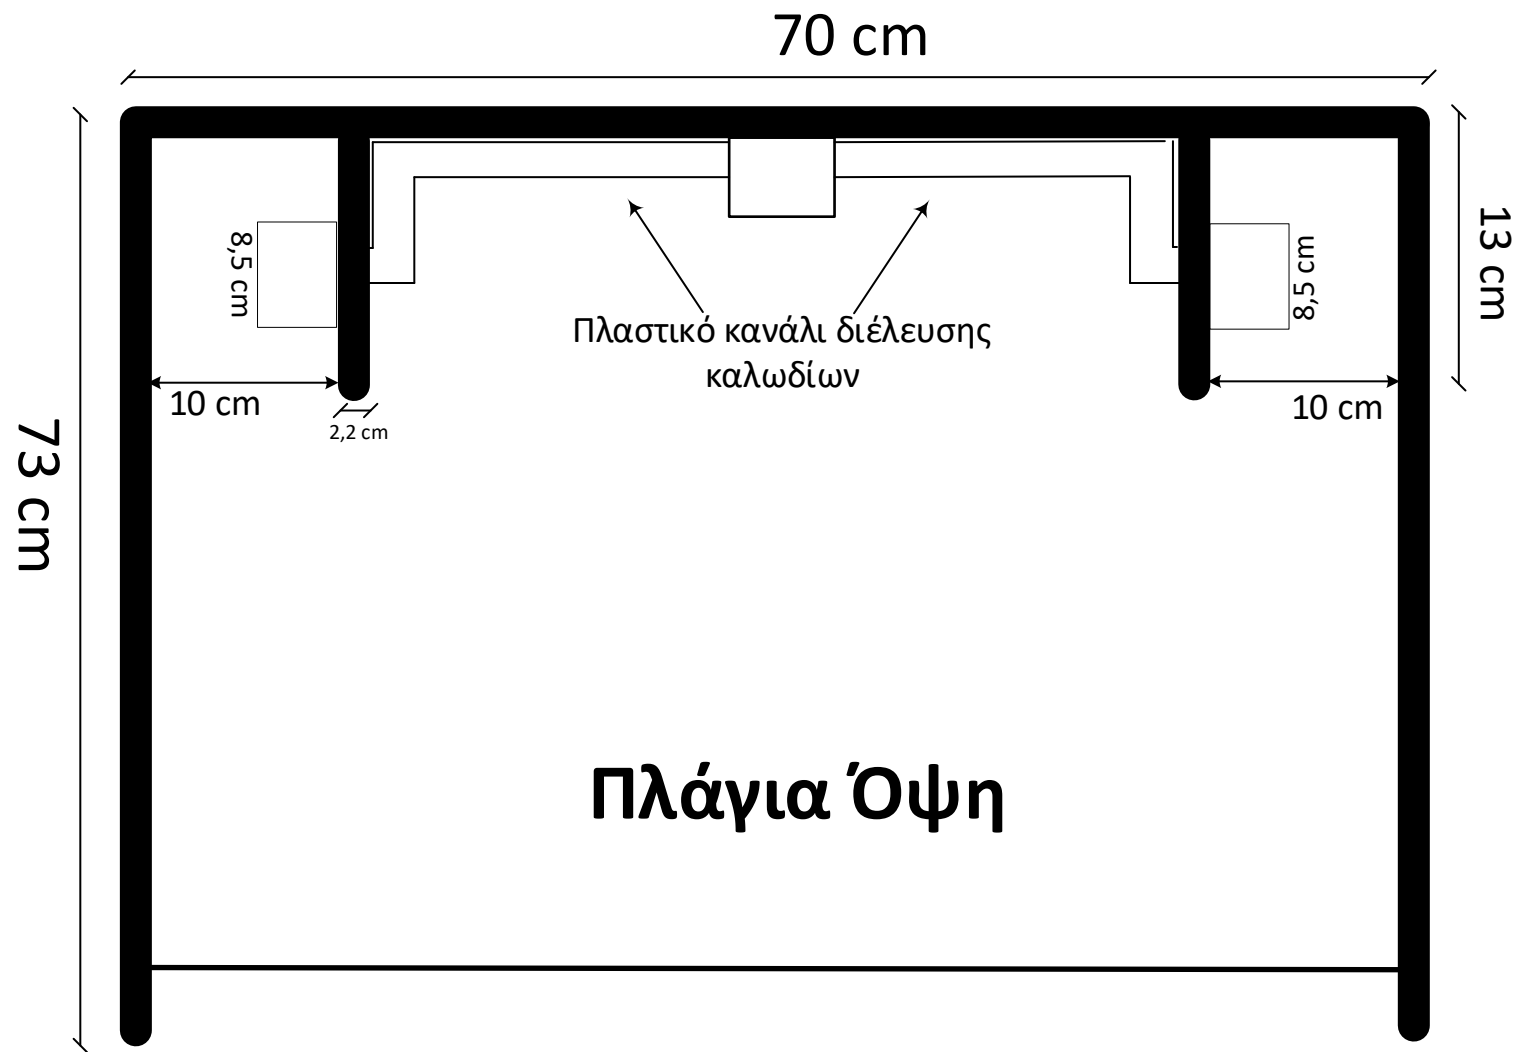 70 cm
13 cm
8,5 cm
8,5 cm
Πλαστικό κανάλι διέλευσης
καλωδίων
10 cm
10 cm
2,2 cm
73 cm
Πλάγια Όψη